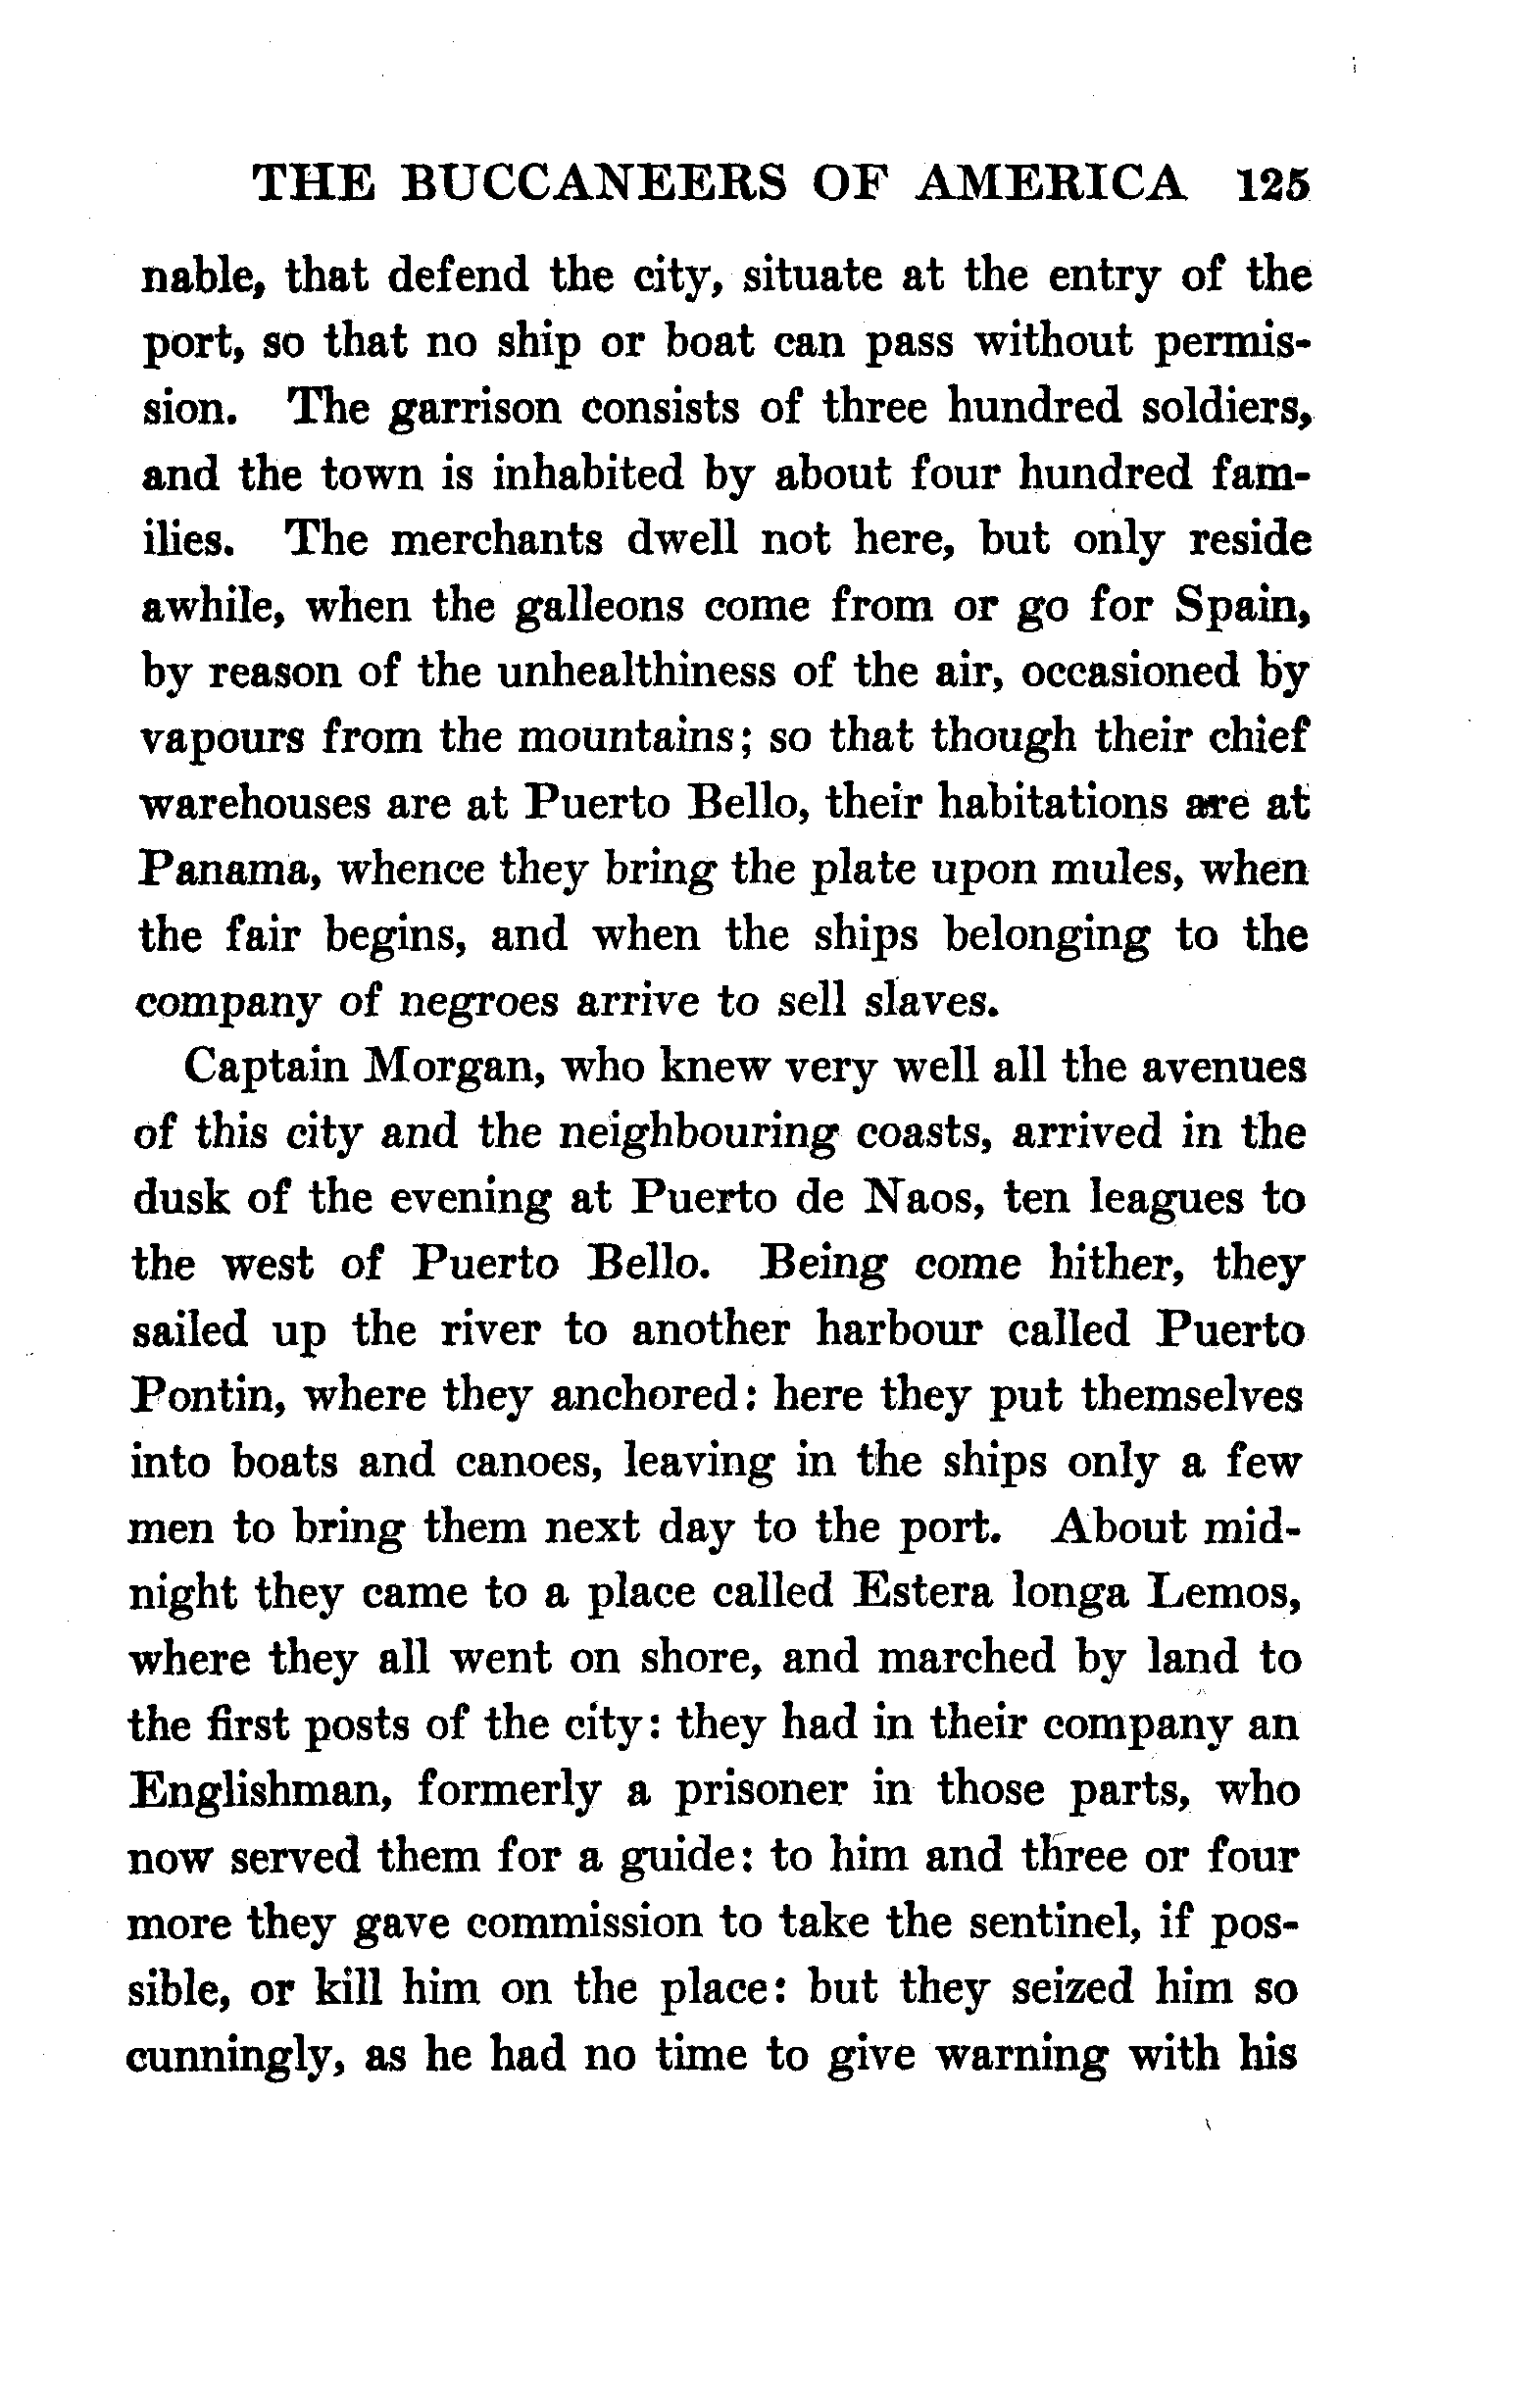 THE BUCCANEERS OF AMERICA 125
nable, that defend the city, situate at the entry of the
port, so that no ship or boat can pass without permis-
sion. The garrison consists of three hundred soldiers,
and the town is inhabited by about four hundred fam-
ilies. The merchants dwell not here, but only reside
awhile, when the galleons come from or go for Spain,
by reason of the unhealthiness of the air, occasioned by
vapours from the mountains; so that though their chief
warehouses are at Puerto Bello, their habitations are at
Panama, whence they bring the plate upon mules, when
the fair begins, and when the ships belonging to the
company of negroes arrive to sell slaves.
Captain Morgan, who knew very well all the avenues
of this city and the neighbouring coasts, arrived in the
dusk of the evening at Puerto de Naos, ten leagues to
the west of Puerto Bello. Being come hither, they
sailed up the river to another harbour called Puerto
Pontin, where they anchored: here they put themselves
into boats and canoes, leaving in the ships only a few
men to bring them next day to the port. About mid-
night they came to a place called Estera longa Lemos,
where they all went on shore, and marched by land to
the first posts of the city: they had in their company an
Englishman, formerly a prisoner in those parts, who
now served them for a guide: to him and three or four
more they gave commission to take the sentinel, if pos-
sible, or kill him on the place: but they seized him so
cunningly, as he had no time to give warning with his